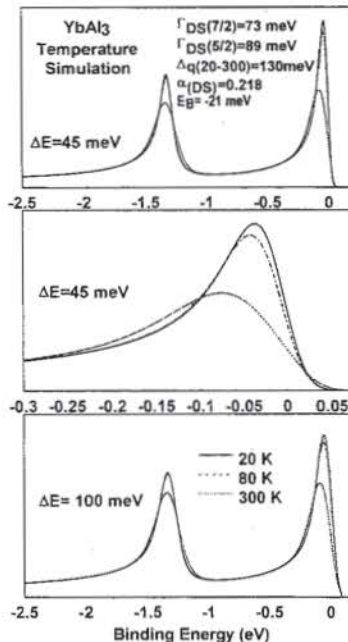 YbAl3
Temperature
Simulation
ΓDS(7/2)=73 meV
ΓDS(5/2)=89 meV
Δq(20-300)=130meV
α(DS)=0.218
EB= -21 meV
ΔE=45 meV
-2.5 -2 -1.5 -1 -0.5 0
ΔE=45 meV
-0.3 -0.25 -0.2 -0.15 -0.1 -0.05 0 0.05
ΔE= 100 meV
20 K
80 K
300 K
-2.5 -2 -1.5 -1 -0.5 0
Binding Energy (eV)